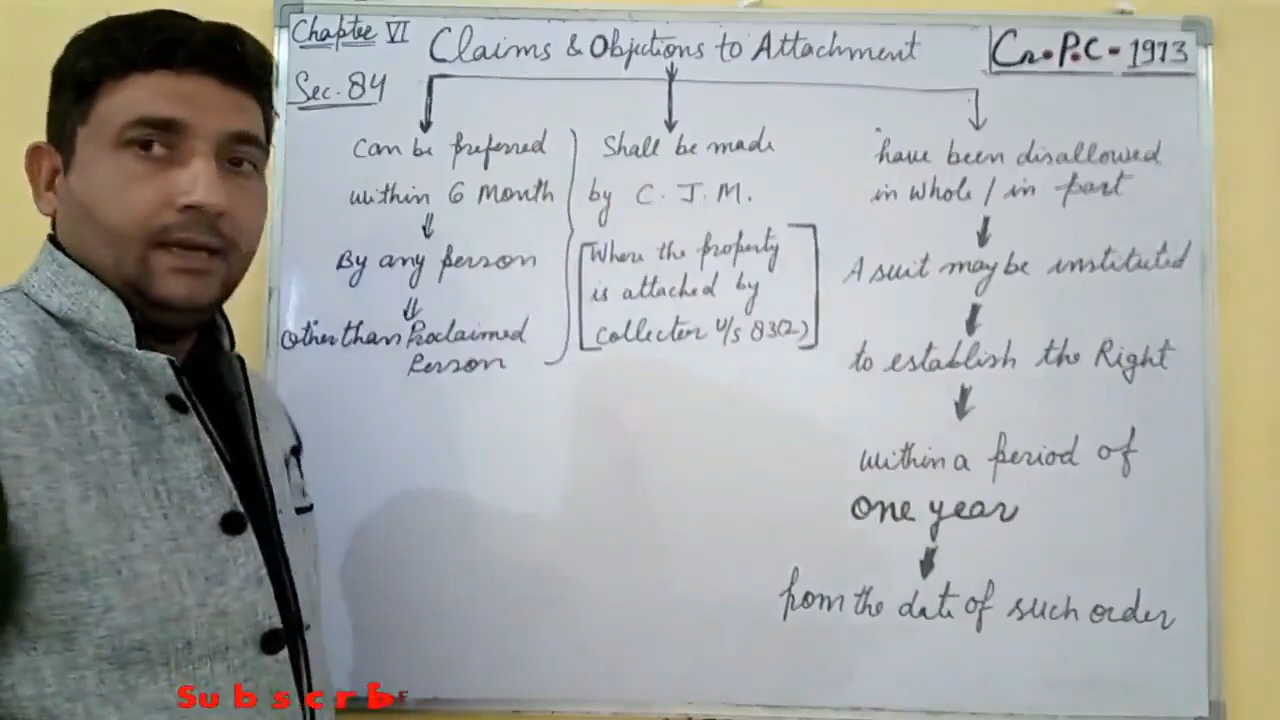 Chapter VI
Claims & Objections to Attachment
Cr.P.C - 1973
Sec. 84
Can be preferred
within 6 Month
By any person
Other than Proclaimed
Person
Shall be made
by C. J. M.
Where the property
is attached by
collector u/s 83(2)
have been disallowed
in whole / in part
A suit may be instituted
to establish the Right
within a period of
one year
from the date of such order
Subscrbe